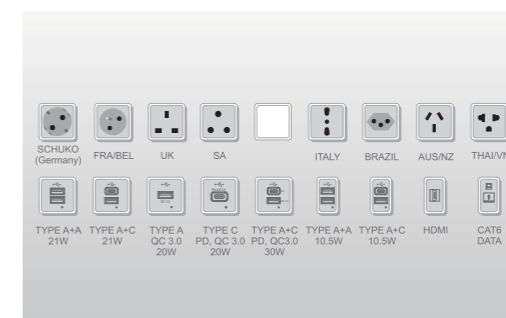 SCHUKO
(Germany)
FRA/BEL
UK
SA
ITALY
BRAZIL
AUS/NZ
THAI/VN
TYPE A+A
21W
TYPE A+C
21W
TYPE A
QC 3.0
20W
TYPE C
PD, QC 3.0
20W
TYPE A+C
PD, QC3.0
30W
TYPE A+A
10.5W
TYPE A+C
10.5W
HDMI
CAT6
DATA